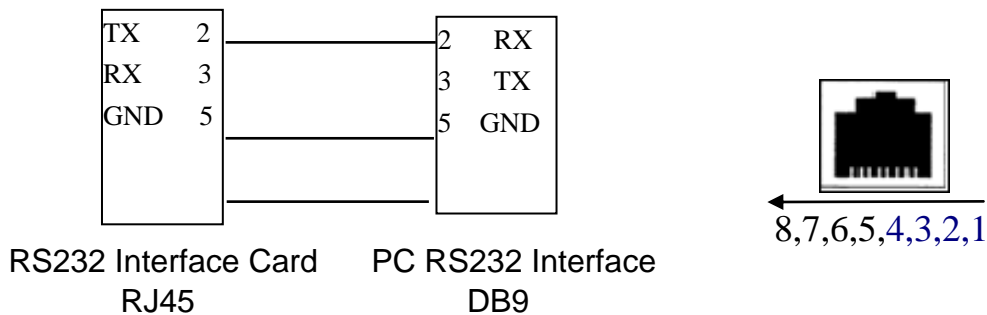 TX 2
RX 3
GND 5
2 RX
3 TX
5 GND
RS232 Interface Card
RJ45
PC RS232 Interface
DB9
8,7,6,5,4,3,2,1